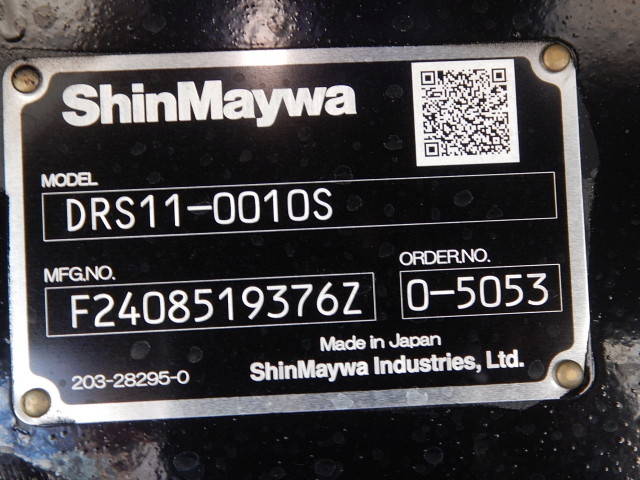 ShinMaywa
MODEL
DRS11-0010S
MFG.NO.
F2408519376Z
ORDER.NO.
0-5053
Made in Japan
203-28295-0
ShinMaywa Industries, Ltd.